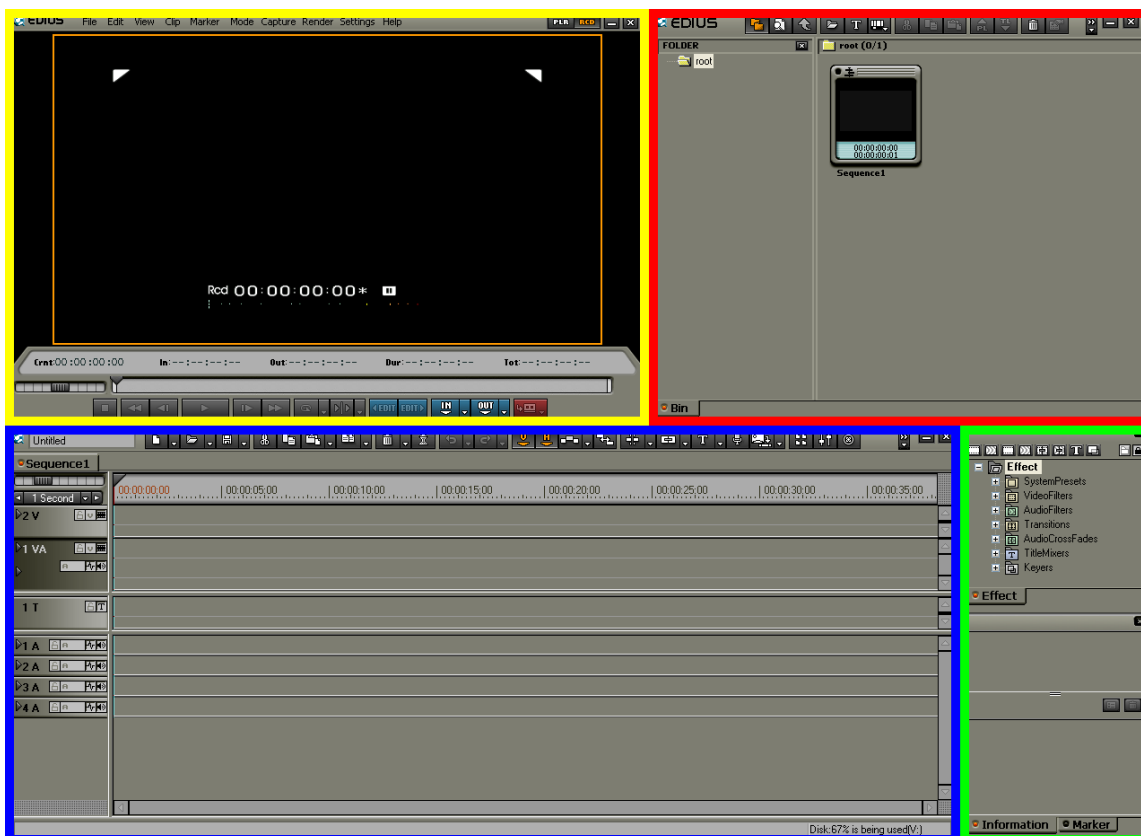 EDIUS File Edit View Clip Marker Mode Capture Render Settings Help PLR RCD
Rcd 00:00:00:00*
Crnt:00:00:00:00 In:--:--:--:-- Out:--:--:--:-- Dur:--:--:--:-- Tot:--:--:--:--
◂EDIT EDIT▸ IN OUT
EDIUS T
FOLDER
root
root (0/1)
00:00:00:00
00:00:00:01
Sequence1
Bin
Untitled
Sequence1
1 Second
00:00:00:00 00:00:05:00 00:00:10:00 00:00:15:00 00:00:20:00 00:00:25:00 00:00:30:00 00:00:35:00
2 V
1 VA
1 T T
1 A
2 A
3 A
4 A
Disk:67% is being used(V:)
Effect
SystemPresets
VideoFilters
AudioFilters
Transitions
AudioCrossFades
TitleMixers
Keyers
Effect
Information Marker